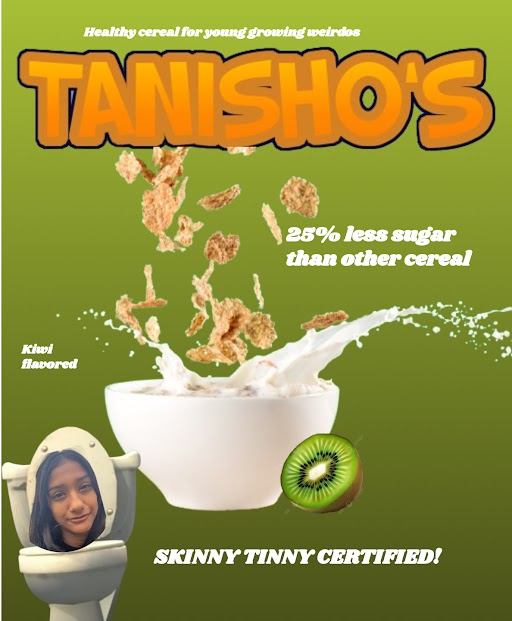 Healthy cereal for young growing weirdos
TANISHO'S
25% less sugar
than other cereal
Kiwi
flavored
SKINNY TINNY CERTIFIED!